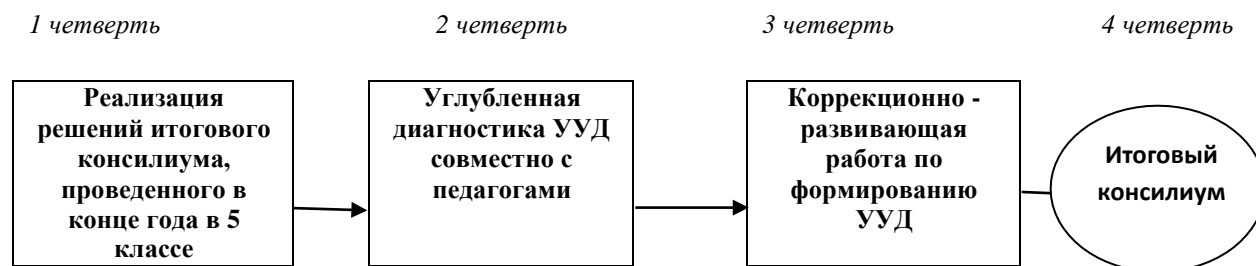 1 четверть
2 четверть
3 четверть
4 четверть
Реализация
решений итогового
консилиума,
проведенного в
конце года в 5
классе
Углубленная
диагностика УУД
совместно с
педагогами
Коррекционно -
развивающая
работа по
формированию
УУД
Итоговый
консилиум